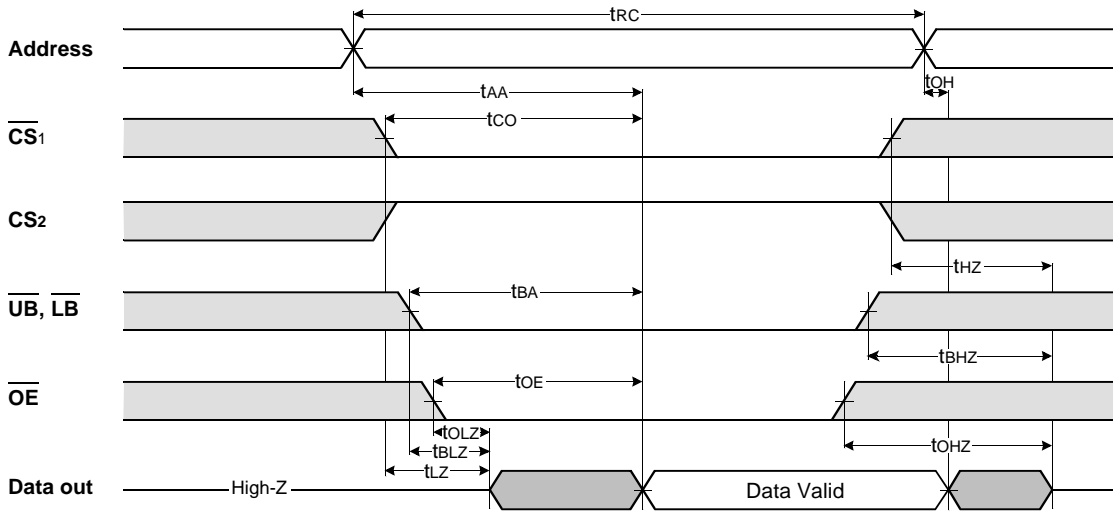 tRC
Address
tOH
tAA
tCO
CS1
CS2
tHZ
tBA
UB, LB
tBHZ
tOE
OE
tOLZ
tOHZ
tBLZ
tLZ
Data out
High-Z
Data Valid